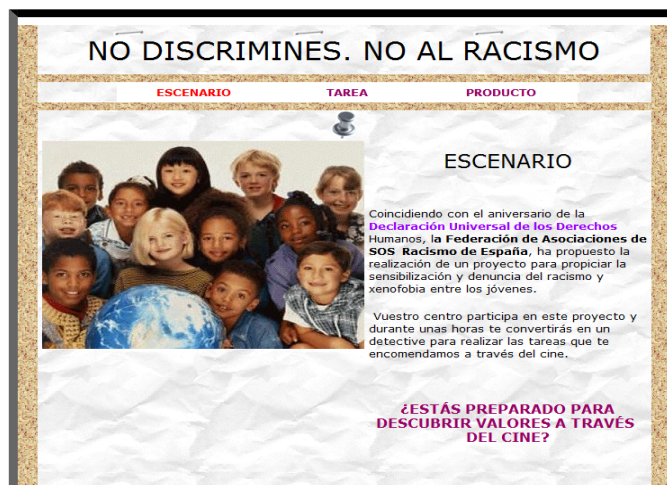 NO DISCRIMINES. NO AL RACISMO
ESCENARIO TAREA PRODUCTO
ESCENARIO
Coincidiendo con el aniversario de la
Declaración Universal de los Derechos
Humanos, la Federación de Asociaciones de
SOS Racismo de España, ha propuesto la
realización de un proyecto para propiciar la
sensibilización y denuncia del racismo y
xenofobia entre los jóvenes.
Vuestro centro participa en este proyecto y
durante unas horas te convertirás en un
detective para realizar las tareas que te
encomendamos a través del cine.
¿ESTÁS PREPARADO PARA
DESCUBRIR VALORES A TRAVÉS
DEL CINE?